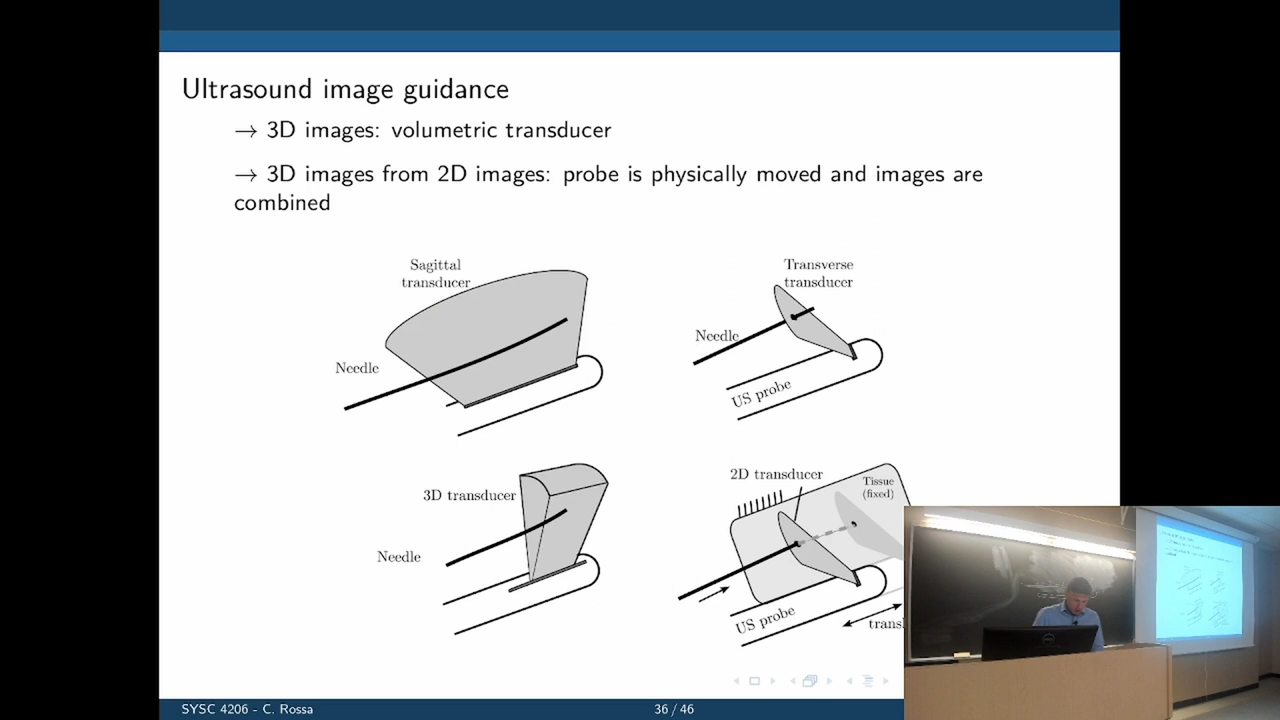 Ultrasound image guidance
→ 3D images: volumetric transducer
→ 3D images from 2D images: probe is physically moved and images are
combined
Sagittal
transducer
Needle
Transverse
transducer
Needle
US probe
3D transducer
Needle
2D transducer
Tissue
(fixed)
US probe
SYSC 4206 - C. Rossa
36 / 46